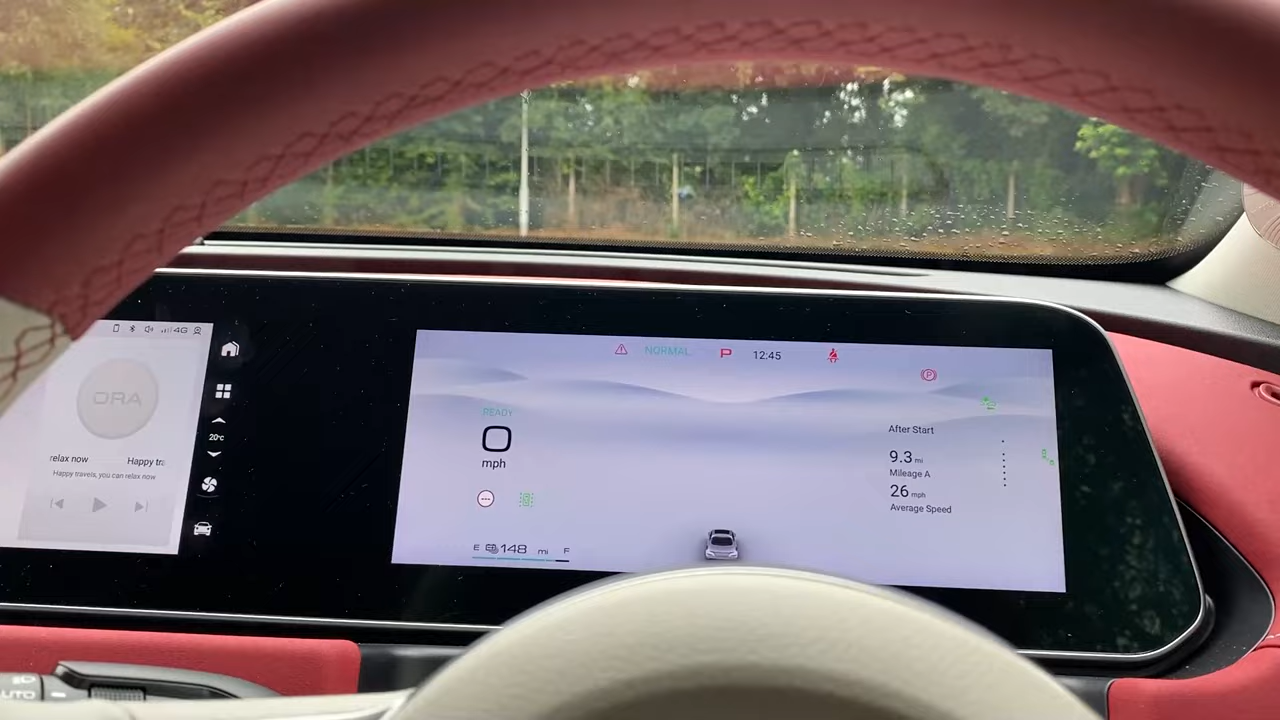 4G
ORA
relax now Happy tra
Happy travels, you can relax now
20°c
NORMAL P 12:45
READY
0
mph
E 148 mi F
After Start
9.3 mi
Mileage A
26 mph
Average Speed
AUTO